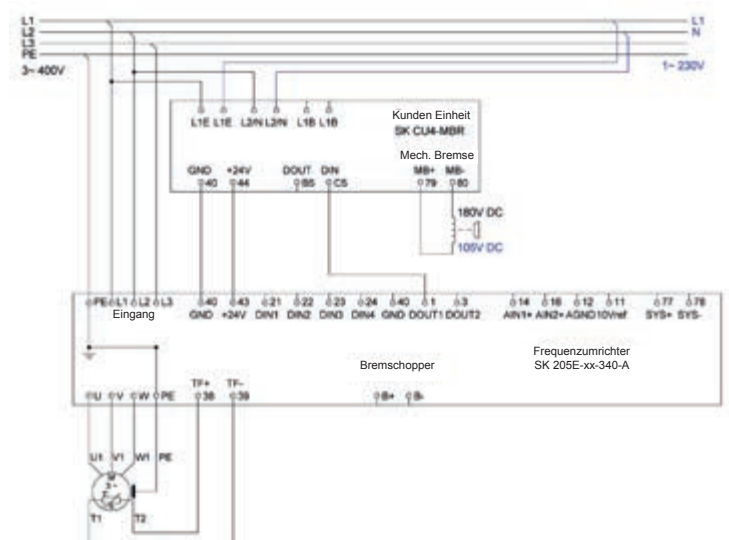 L1 L1
L2 N
L3
PE
3~ 400V 1~ 230V
L1E L1E L2/N L2/N L1B L1B
Kunden Einheit
SK CU4-MBR
Mech. Bremse
GND +24V DOUT DIN MB+ MB-
40 44 B5 C5 79 80
180V DC
105V DC
PE L1 L2 L3 40 43 21 22 23 24 40 1 3 14 16 12 11 77 78
Eingang GND +24V DIN1 DIN2 DIN3 DIN4 GND DOUT1 DOUT2 AIN1+ AIN2+ AGND 10Vref SYS+ SYS-
Bremschopper
Frequenzumrichter
SK 205E-xx-340-A
TF+ TF-
U V W PE 38 39 B+ B-
U1 V1 W1 PE
M
3~
T1 T2